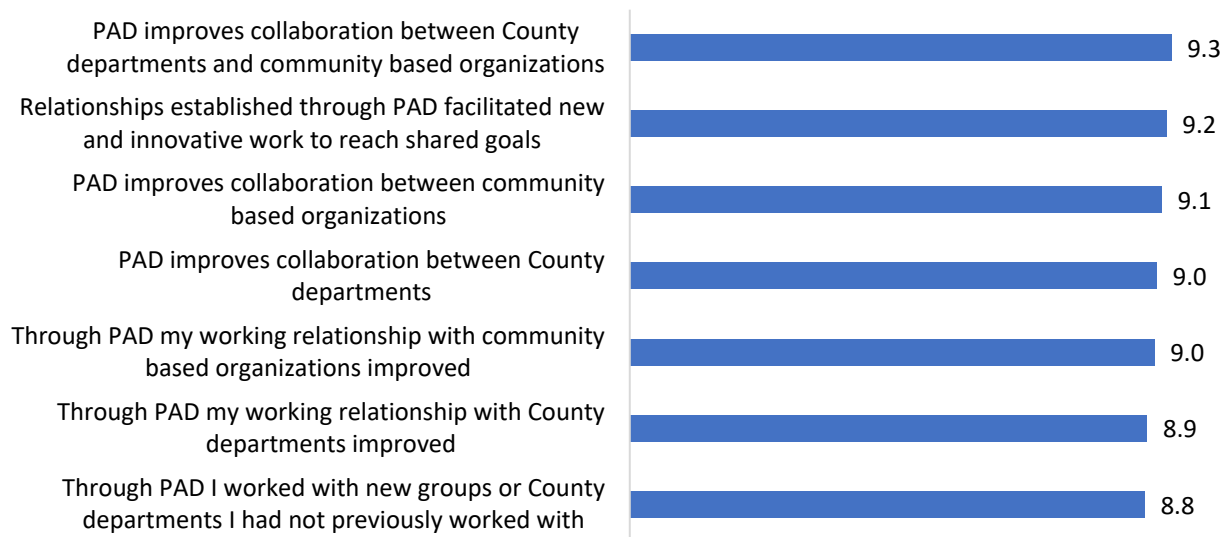 PAD improves collaboration between County
departments and community based organizations
9.3
Relationships established through PAD facilitated new
and innovative work to reach shared goals
9.2
PAD improves collaboration between community
based organizations
9.1
PAD improves collaboration between County
departments
9.0
Through PAD my working relationship with community
based organizations improved
9.0
Through PAD my working relationship with County
departments improved
8.9
Through PAD I worked with new groups or County
departments I had not previously worked with
8.8